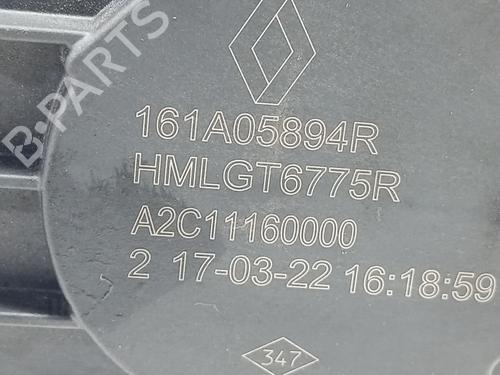 B-PARTS
161A05894R
HMLGT6775R
A2C11160000
2 17-03-22 16:18:59
347